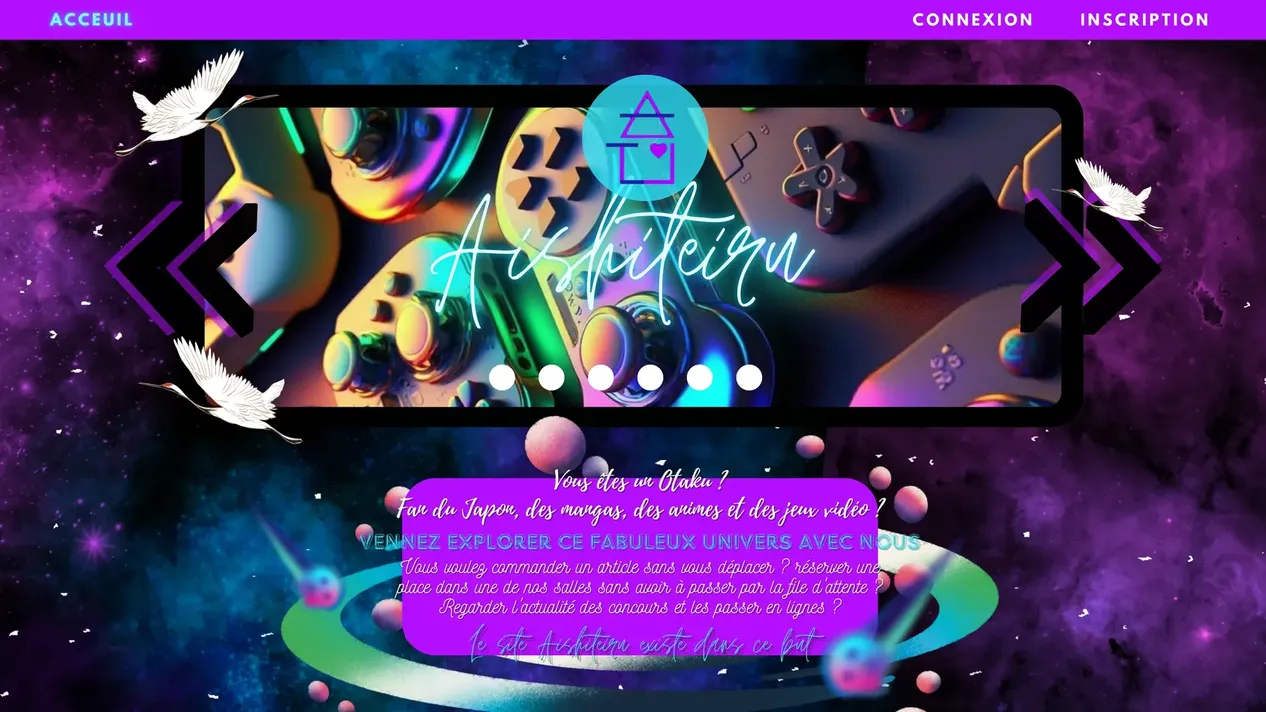 ACCEUIL
CONNEXION
INSCRIPTION
Aishiteiru
Vous êtes un Otaku ?
Fan du Japon, des mangas, des animes et des jeux vidéo ?
VENNEZ EXPLORER CE FABULEUX UNIVERS AVEC NOUS
Vous voulez commander un article sans vous déplacer ? réserver une
place dans une de nos salles sans avoir à passer par la file d'attente ?
Regarder l'actualité des concours et les passer en lignes ?
Le site Aishiteiru existe dans ce but